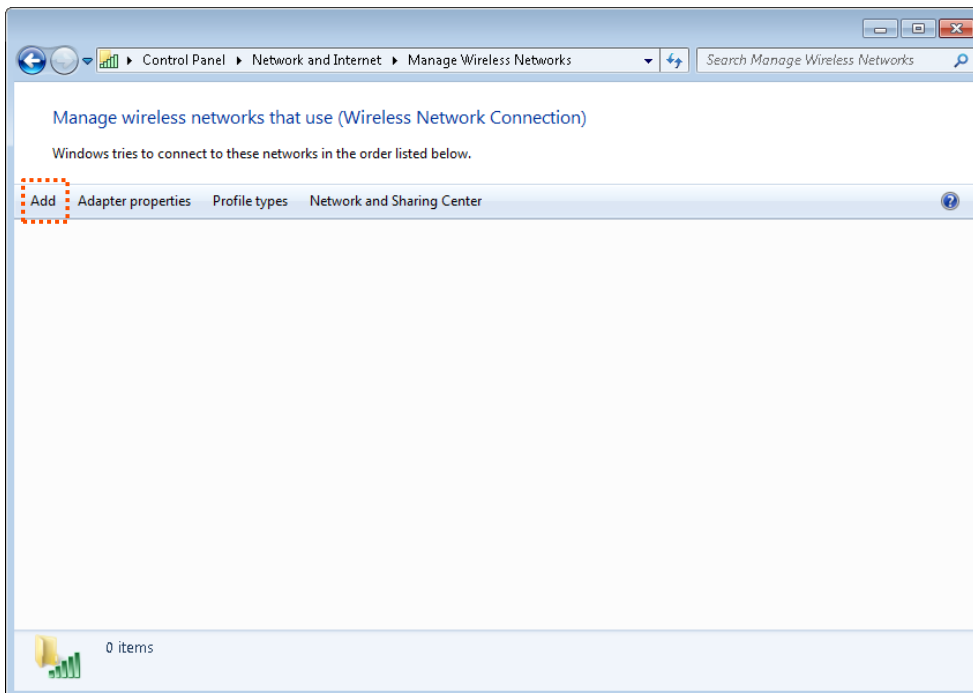 Control Panel Network and Internet Manage Wireless Networks Search Manage Wireless Networks
Manage wireless networks that use (Wireless Network Connection)
Windows tries to connect to these networks in the order listed below.
Add Adapter properties Profile types Network and Sharing Center ?
0 items